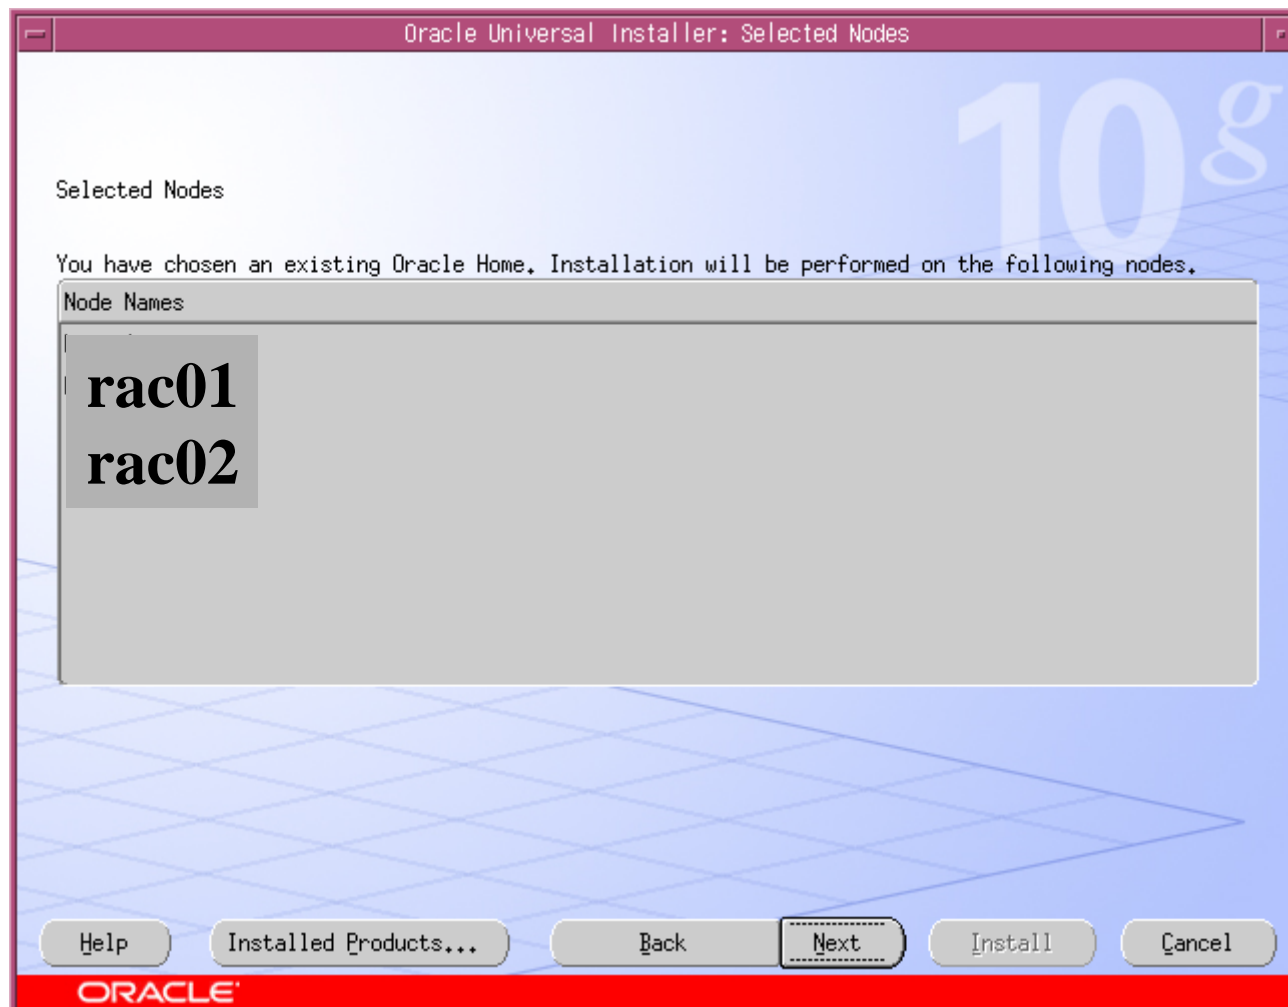 Oracle Universal Installer: Selected Nodes
10g
Selected Nodes
You have chosen an existing Oracle Home. Installation will be performed on the following nodes.
Node Names
rac01
rac02
Help Installed Products... Back Next Install Cancel
ORACLE